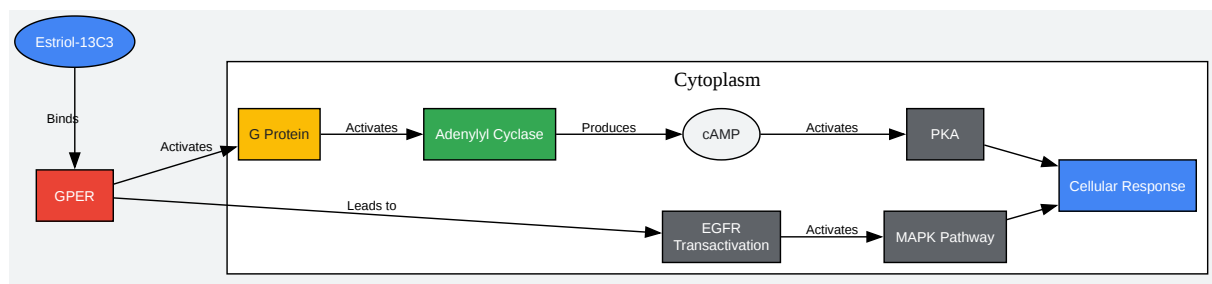 Estriol-13C3
Cytoplasm
Binds
Activates
G Protein
Activates
Adenylyl Cyclase
Produces
cAMP
Activates
PKA
GPER
Leads to
EGFR
Transactivation
Activates
MAPK Pathway
Cellular Response